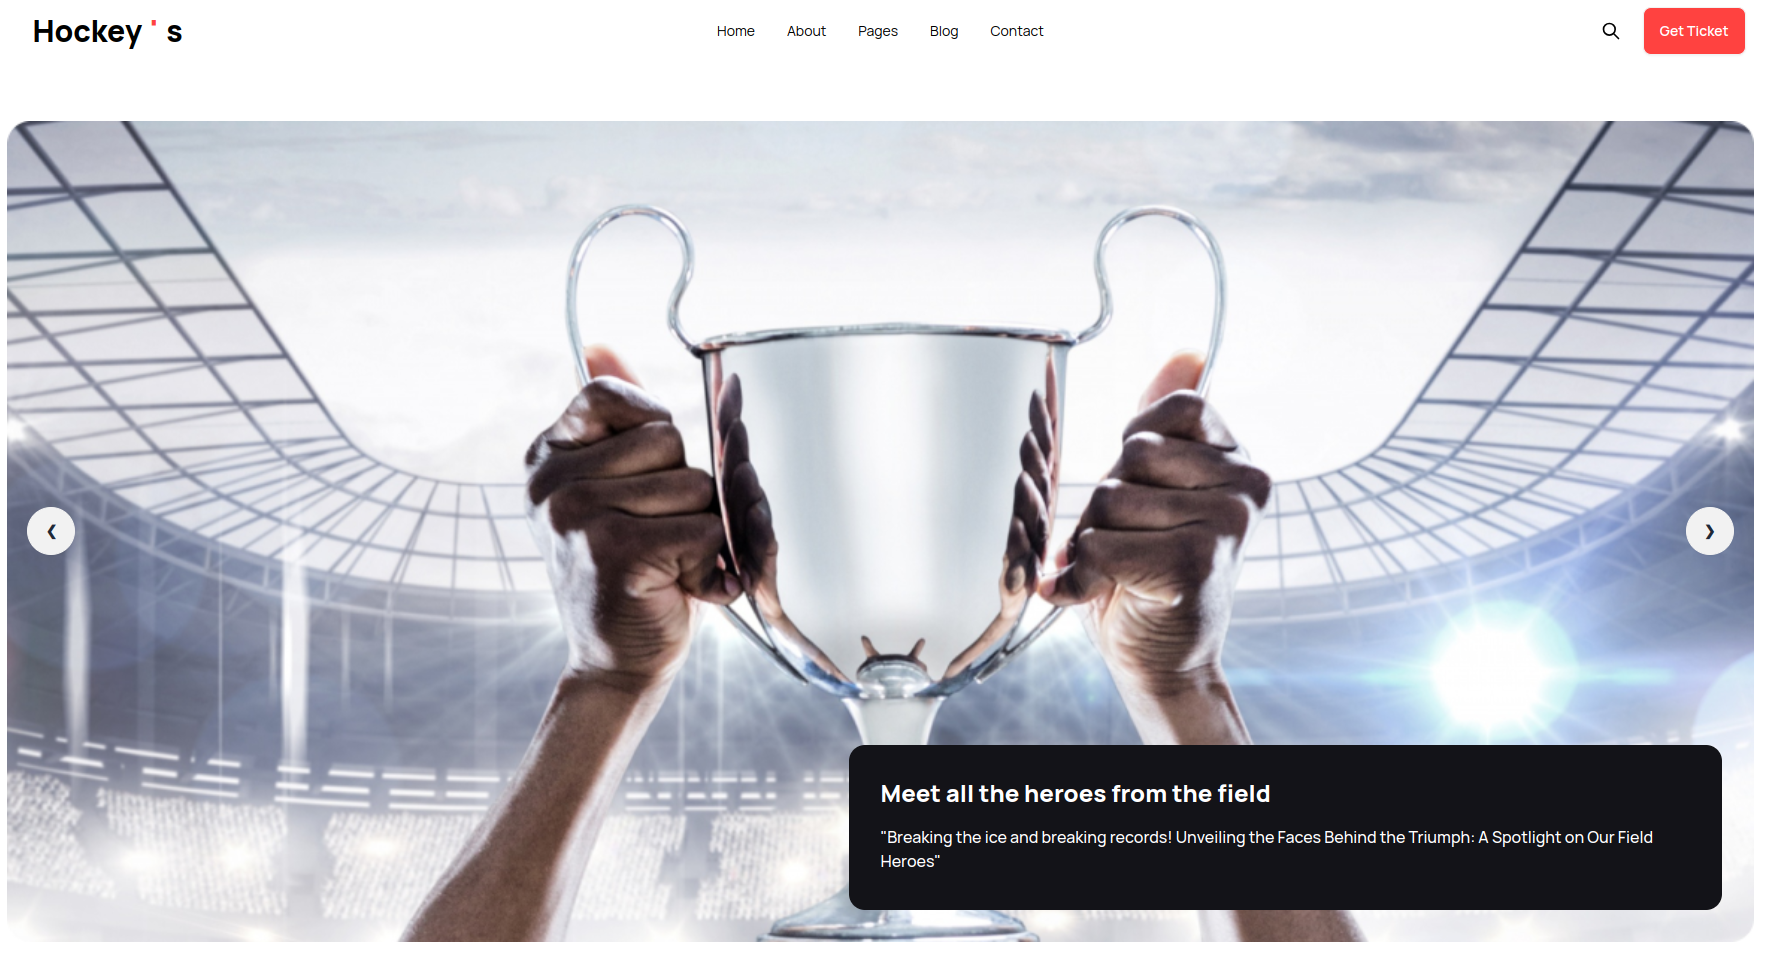 Hockey ' s
Home
About
Pages
Blog
Contact
Get Ticket
Meet all the heroes from the field
"Breaking the ice and breaking records! Unveiling the Faces Behind the Triumph: A Spotlight on Our Field
Heroes"